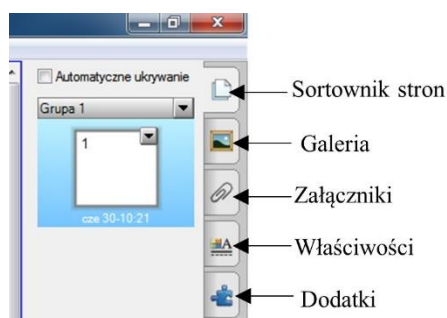 Automatyczne ukrywanie
Grupa 1
1
cze 30-10:21
Sortownik stron
Galeria
Załączniki
A
Właściwości
Dodatki